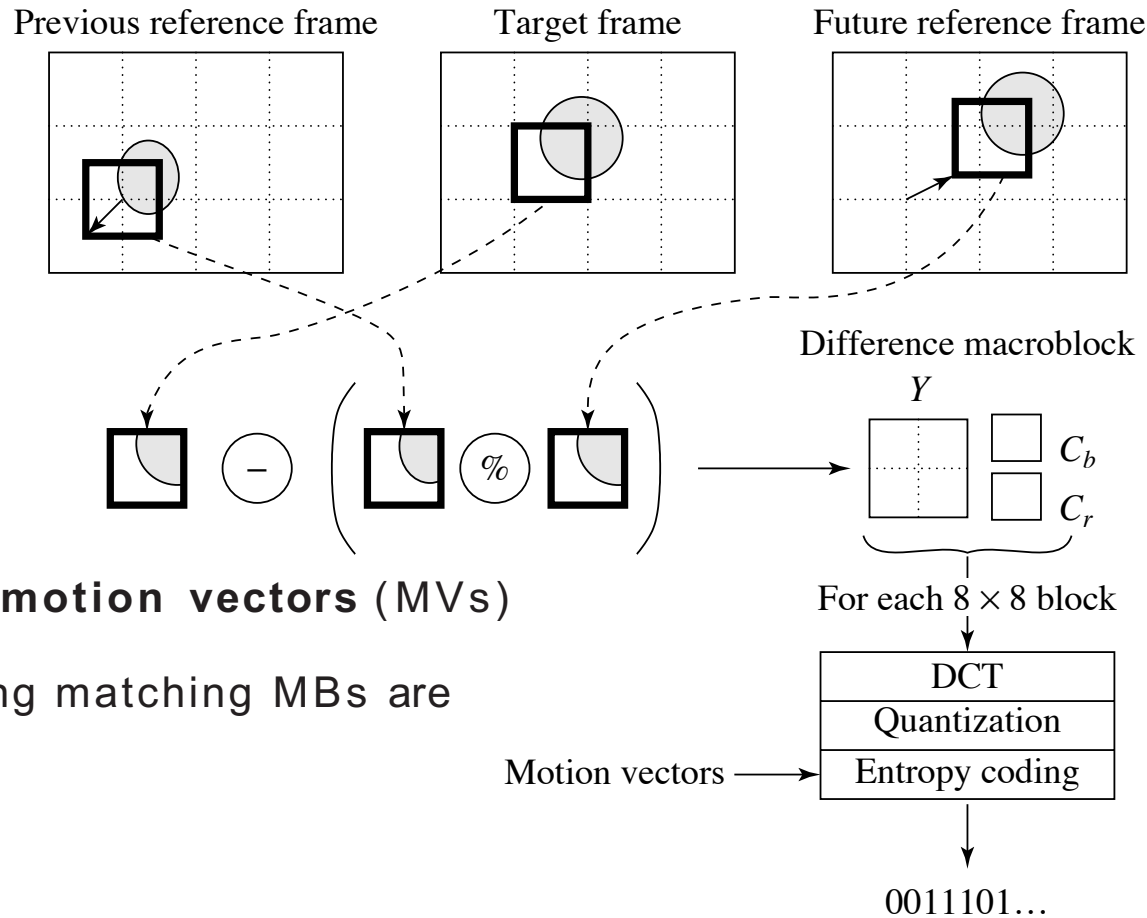 Previous reference frame
Target frame
Future reference frame
Difference macroblock
Y
–
%
C_b
C_r
motion vectors (MVs)
For each 8 × 8 block
ng matching MBs are
DCT
Quantization
Motion vectors
Entropy coding
0011101…